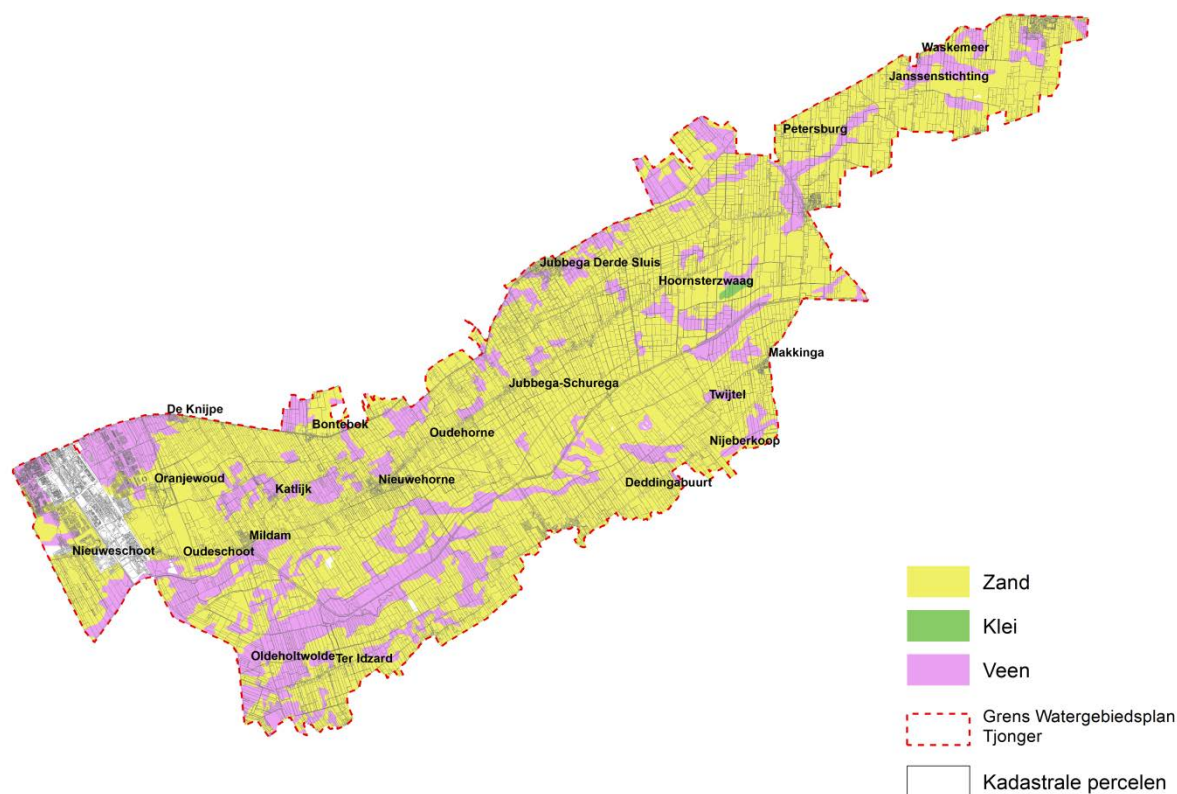 Waskemeer
Janssenstichting
Petersburg
Jubbega Derde Sluis
Hoornsterzwaag
Makkinga
Jubbega-Schurega
Twijtel
De Knijpe
Bontebok
Oudehorne
Nijeberkoop
Oranjewoud
Katlijk
Nieuwehorne
Deddingabuurt
Mildam
Nieuweschoot
Oudeschoot
Oldeholtwolde
Ter Idzard
Zand
Klei
Veen
Grens Watergebiedsplan
Tjonger
Kadastrale percelen